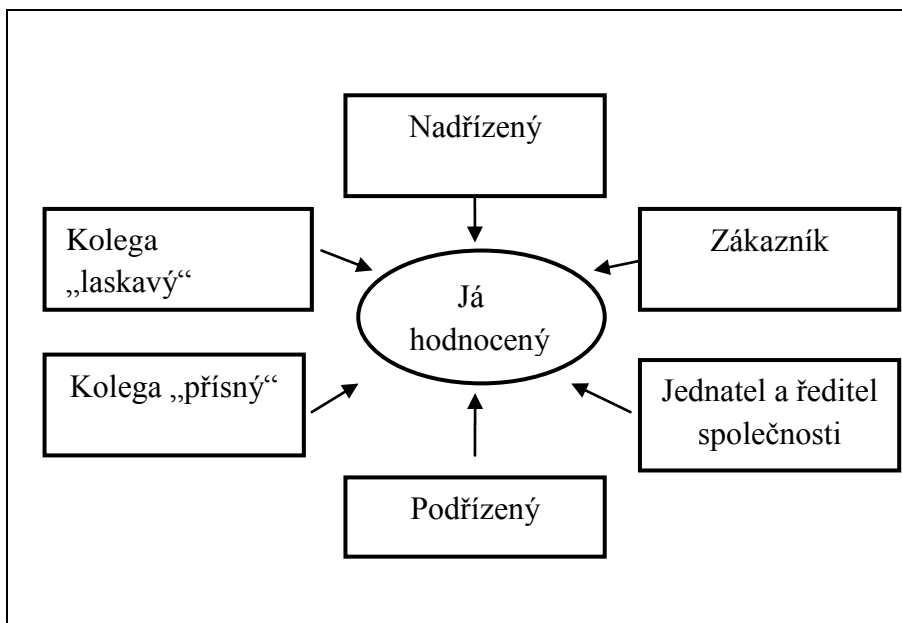 Nadřízený
Kolega
„laskavý“
Zákazník
Já
hodnocený
Kolega „přísný“
Jednatel a ředitel
společnosti
Podřízený